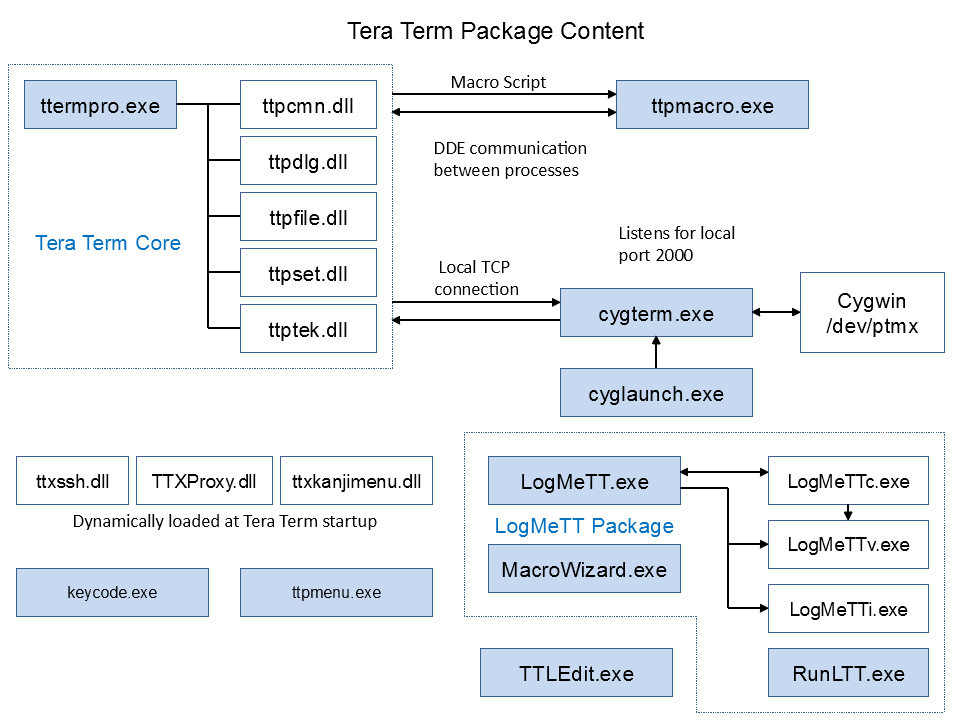 Tera Term Package Content
ttermpro.exe
ttpcmn.dll
Macro Script
ttpmacro.exe
ttpdlg.dll
DDE communication
between processes
ttpfile.dll
Tera Term Core
Listens for local
port 2000
ttpset.dll
Local TCP
connection
ttptek.dll
cygterm.exe
Cygwin
/dev/ptmx
cyglaunch.exe
ttxssh.dll
TTXProxy.dll
ttxkanjimenu.dll
Dynamically loaded at Tera Term startup
LogMeTT.exe
LogMeTTc.exe
LogMeTT Package
LogMeTTv.exe
MacroWizard.exe
keycode.exe
ttpmenu.exe
LogMeTTi.exe
TTLEdit.exe
RunLTT.exe